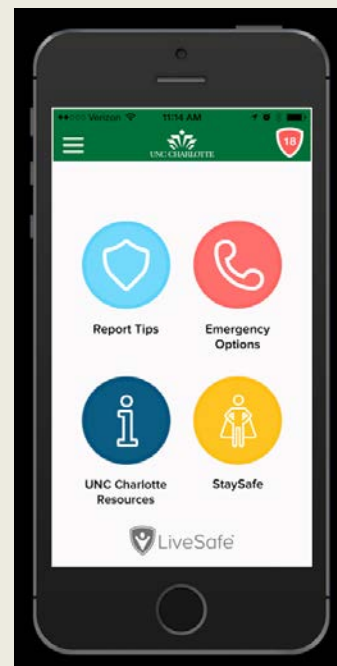 Verizon 11:14 AM
UNC CHARLOTTE
18
Report Tips
Emergency
Options
UNC Charlotte
Resources
StaySafe
LiveSafe